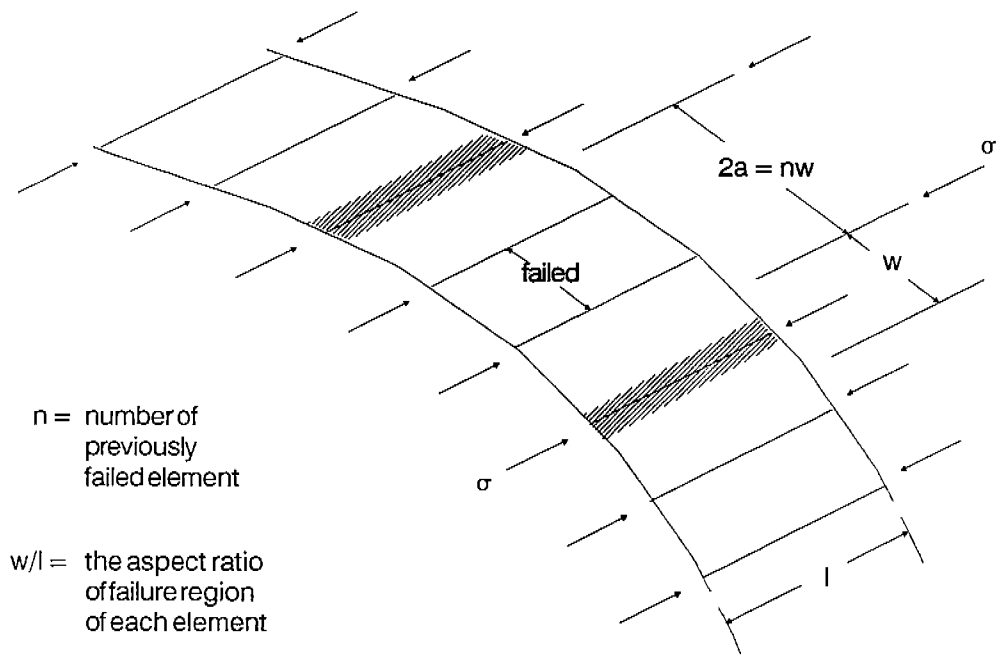 σ
2a = nw
w
failed
n = number of
previously
failed element
σ
w/l = the aspect ratio
of failure region
of each element
l